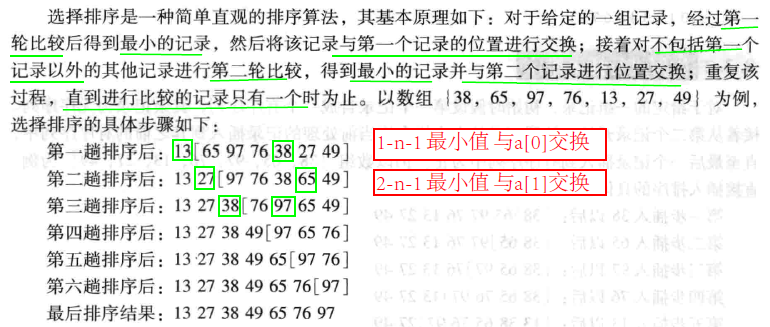 选择排序是一种简单直观的排序算法，其基本原理如下：对于给定的一组记录，经过第一
轮比较后得到最小的记录，然后将该记录与第一个记录的位置进行交换；接着对不包括第一个
记录以外的其他记录进行第二轮比较，得到最小的记录并与第二个记录进行位置交换；重复该
过程，直到进行比较的记录只有一个时为止。以数组｛38，65，97，76，13，27，49｝为例，
选择排序的具体步骤如下：
第一趟排序后：13[65 97 76 38 27 49]
1-n-1 最小值 与a[0]交换
第二趟排序后：13 27[97 76 38 65 49]
2-n-1 最小值 与a[1]交换
第三趟排序后：13 27 38[76 97 65 49]
第四趟排序后：13 27 38 49[97 65 76]
第五趟排序后：13 27 38 49 65[97 76]
第六趟排序后：13 27 38 49 65 76[97]
最后排序结果：13 27 38 49 65 76 97